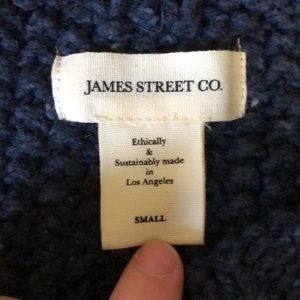 JAMES STREET CO.
Ethically
&
Sustainably made
in
Los Angeles
SMALL